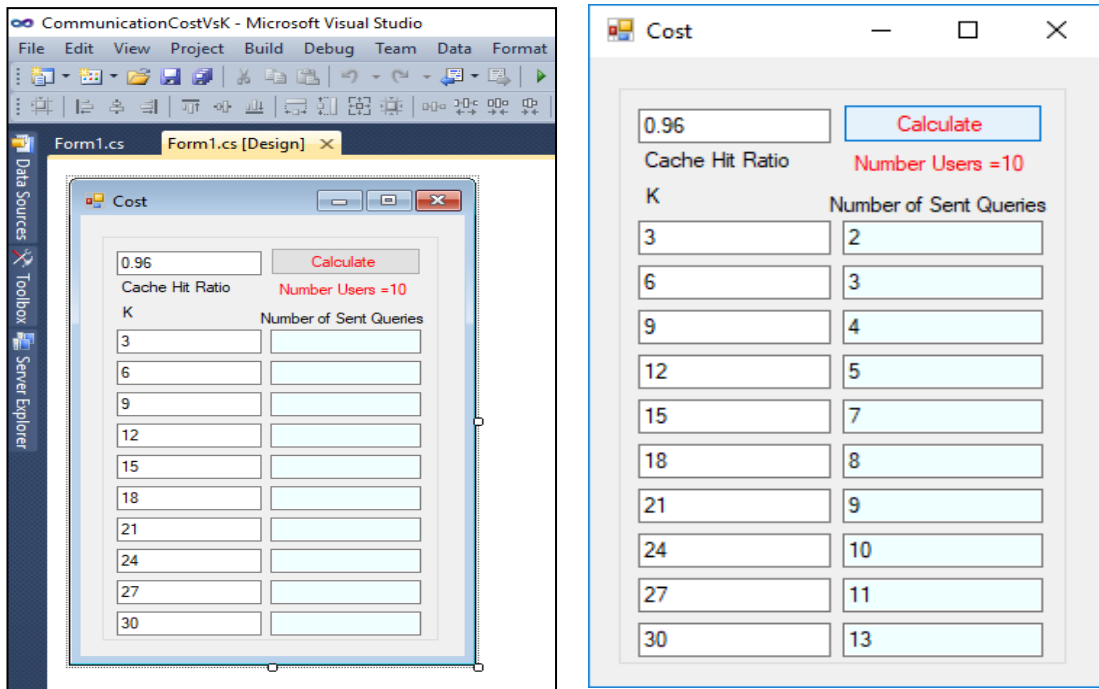 CommunicationCostVsK - Microsoft Visual Studio
File Edit View Project Build Debug Team Data Format
Form1.cs Form1.cs [Design]
Data Sources
Toolbox
Server Explorer
Cost
0.96 Calculate
Cache Hit Ratio Number Users =10
K Number of Sent Queries
3
6
9
12
15
18
21
24
27
30
Cost
0.96 Calculate
Cache Hit Ratio Number Users =10
K Number of Sent Queries
3 2
6 3
9 4
12 5
15 7
18 8
21 9
24 10
27 11
30 13